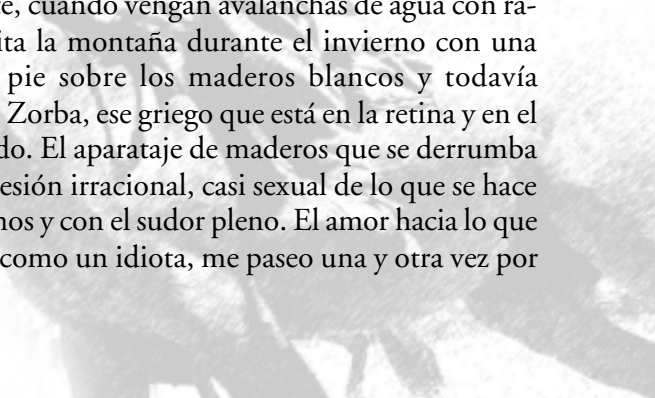 te, cuando vengan avalanchas de agua con ra-
ita la montaña durante el invierno con una
pie sobre los maderos blancos y todavía
Zorba, ese griego que está en la retina y en el
do. El aparataje de maderos que se derrumba
esión irracional, casi sexual de lo que se hace
nos y con el sudor pleno. El amor hacia lo que
como un idiota, me paseo una y otra vez por